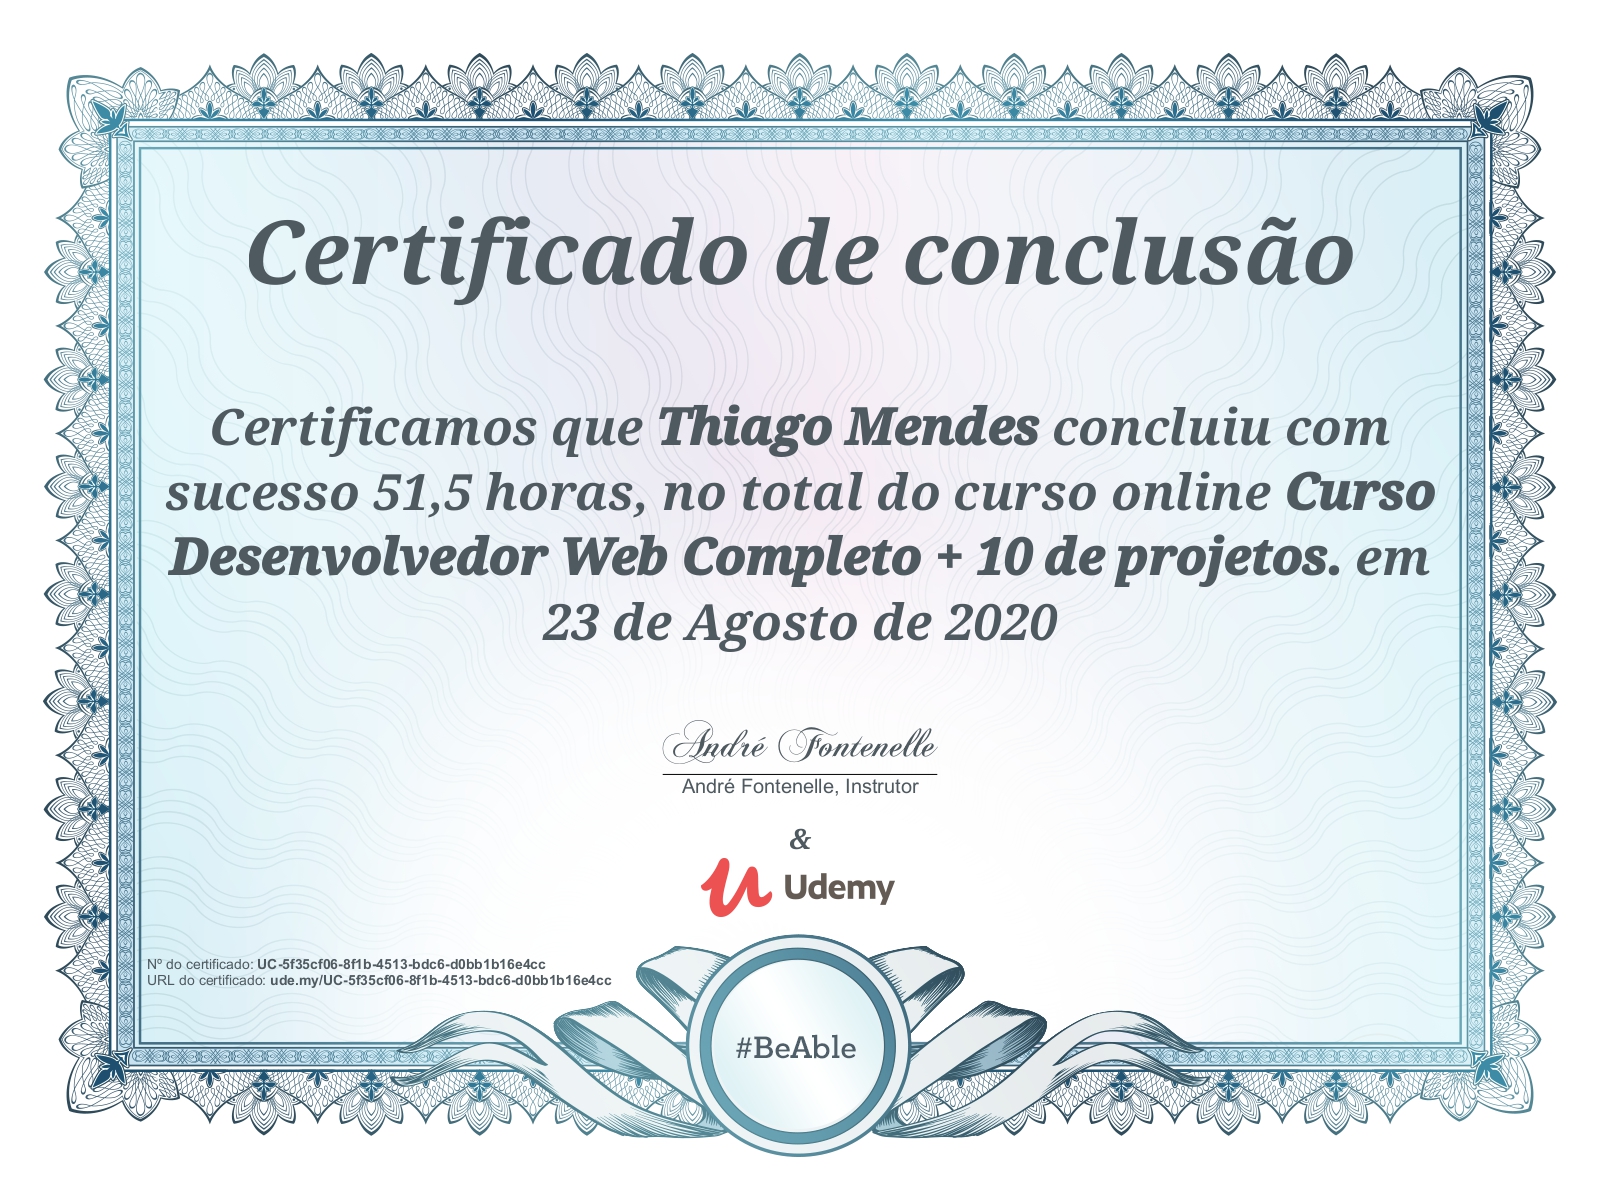 Certificado de conclusão
Certificamos que Thiago Mendes concluiu com
sucesso 51,5 horas, no total do curso online Curso
Desenvolvedor Web Completo + 10 de projetos. em
23 de Agosto de 2020
André Fontenelle
André Fontenelle, Instrutor
&
Udemy
Nº do certificado: UC-5f35cf06-8f1b-4513-bdc6-d0bb1b16e4cc
URL do certificado: ude.my/UC-5f35cf06-8f1b-4513-bdc6-d0bb1b16e4cc
#BeAble